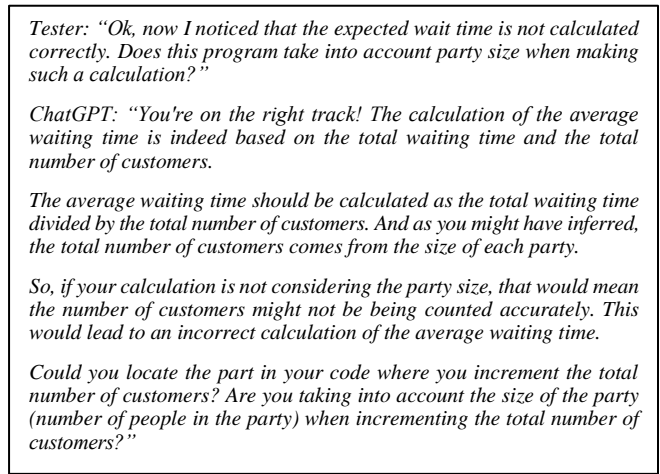 Tester: “Ok, now I noticed that the expected wait time is not calculated
correctly. Does this program take into account party size when making
such a calculation?”
ChatGPT: “You're on the right track! The calculation of the average
waiting time is indeed based on the total waiting time and the total
number of customers.
The average waiting time should be calculated as the total waiting time
divided by the total number of customers. And as you might have inferred,
the total number of customers comes from the size of each party.
So, if your calculation is not considering the party size, that would mean
the number of customers might not be being counted accurately. This
would lead to an incorrect calculation of the average waiting time.
Could you locate the part in your code where you increment the total
number of customers? Are you taking into account the size of the party
(number of people in the party) when incrementing the total number of
customers?”